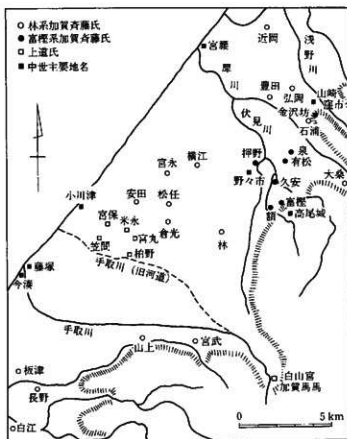 ○ 林系加賀斉藤氏
● 富樫系加賀斉藤氏
□ 上道氏
■ 中世主要地名
近岡
宮腰
浅野川
犀川
豊田
弘岡
山崎
窪市
金沢坊
石浦
伏見川
泉
有松
大桑
押野
野々市
久安
富樫
額
高尾城
横江
宮永
安田
松任
小川津
宮保
米永
倉光
宮丸
笠間
柏野
林
手取川(旧河道)
藤塚
今湊
手取川
山上
宮武
白山宮
加賀馬場
板津
長野
白江
0
5 km